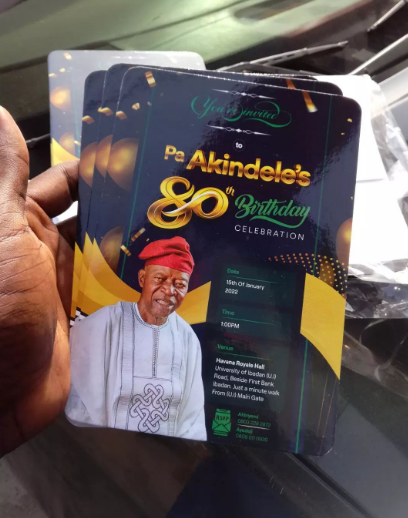 You're Invited
to
Pa Akindele's
80th Birthday
CELEBRATION
Date
15th Of January
2022
Time
1:00PM
Venue
Havana Royale Hall
University of Ibadan (U.I)
Road, Beside First Bank
Ibadan. Just a minute walk
From (U.I) Main Gate
RSVP